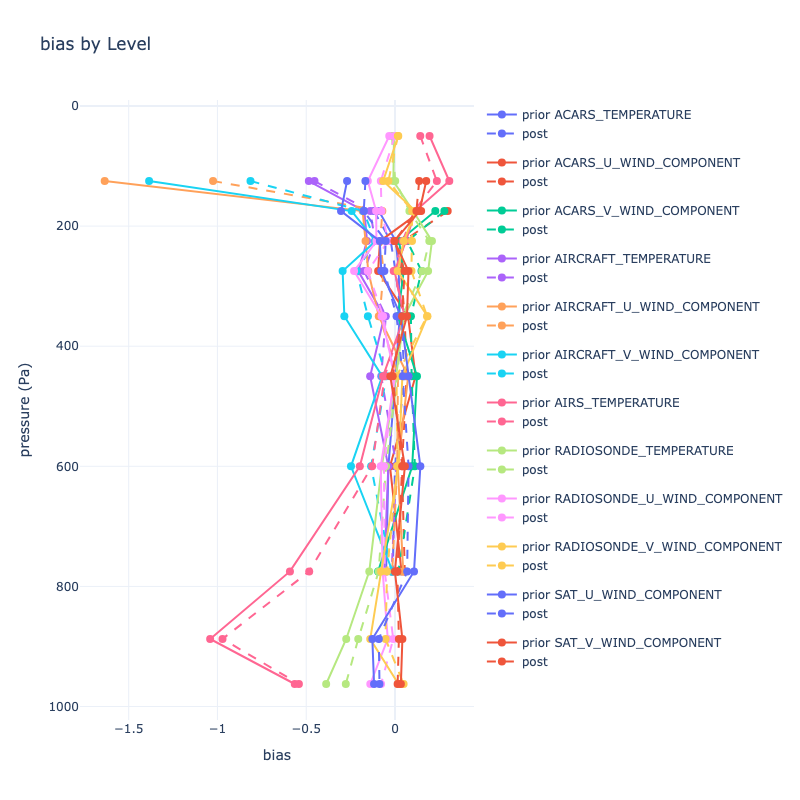 bias by Level
0
200
400
600
800
1000
pressure (Pa)
−1.5
−1
−0.5
0
bias
prior ACARS_TEMPERATURE
post
prior ACARS_U_WIND_COMPONENT
post
prior ACARS_V_WIND_COMPONENT
post
prior AIRCRAFT_TEMPERATURE
post
prior AIRCRAFT_U_WIND_COMPONENT
post
prior AIRCRAFT_V_WIND_COMPONENT
post
prior AIRS_TEMPERATURE
post
prior RADIOSONDE_TEMPERATURE
post
prior RADIOSONDE_U_WIND_COMPONENT
post
prior RADIOSONDE_V_WIND_COMPONENT
post
prior SAT_U_WIND_COMPONENT
post
prior SAT_V_WIND_COMPONENT
post